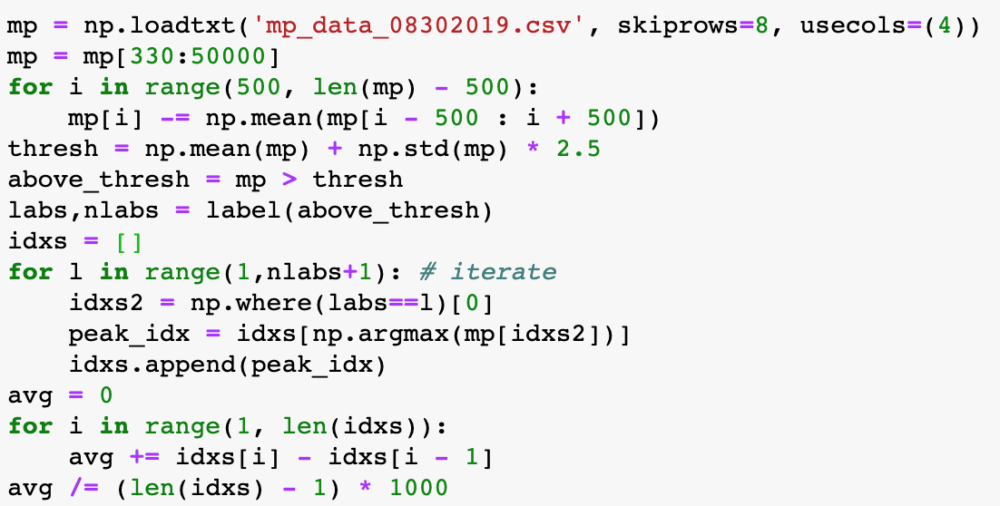 mp = np.loadtxt('mp_data_08302019.csv', skiprows=8, usecols=(4))
mp = mp[330:50000]
for i in range(500, len(mp) - 500):
    mp[i] -= np.mean(mp[i - 500 : i + 500])
thresh = np.mean(mp) + np.std(mp) * 2.5
above_thresh = mp > thresh
labs,nlabs = label(above_thresh)
idxs = []
for l in range(1,nlabs+1): # iterate
    idxs2 = np.where(labs==l)[0]
    peak_idx = idxs[np.argmax(mp[idxs2])]
    idxs.append(peak_idx)
avg = 0
for i in range(1, len(idxs)):
    avg += idxs[i] - idxs[i - 1]
avg /= (len(idxs) - 1) * 1000